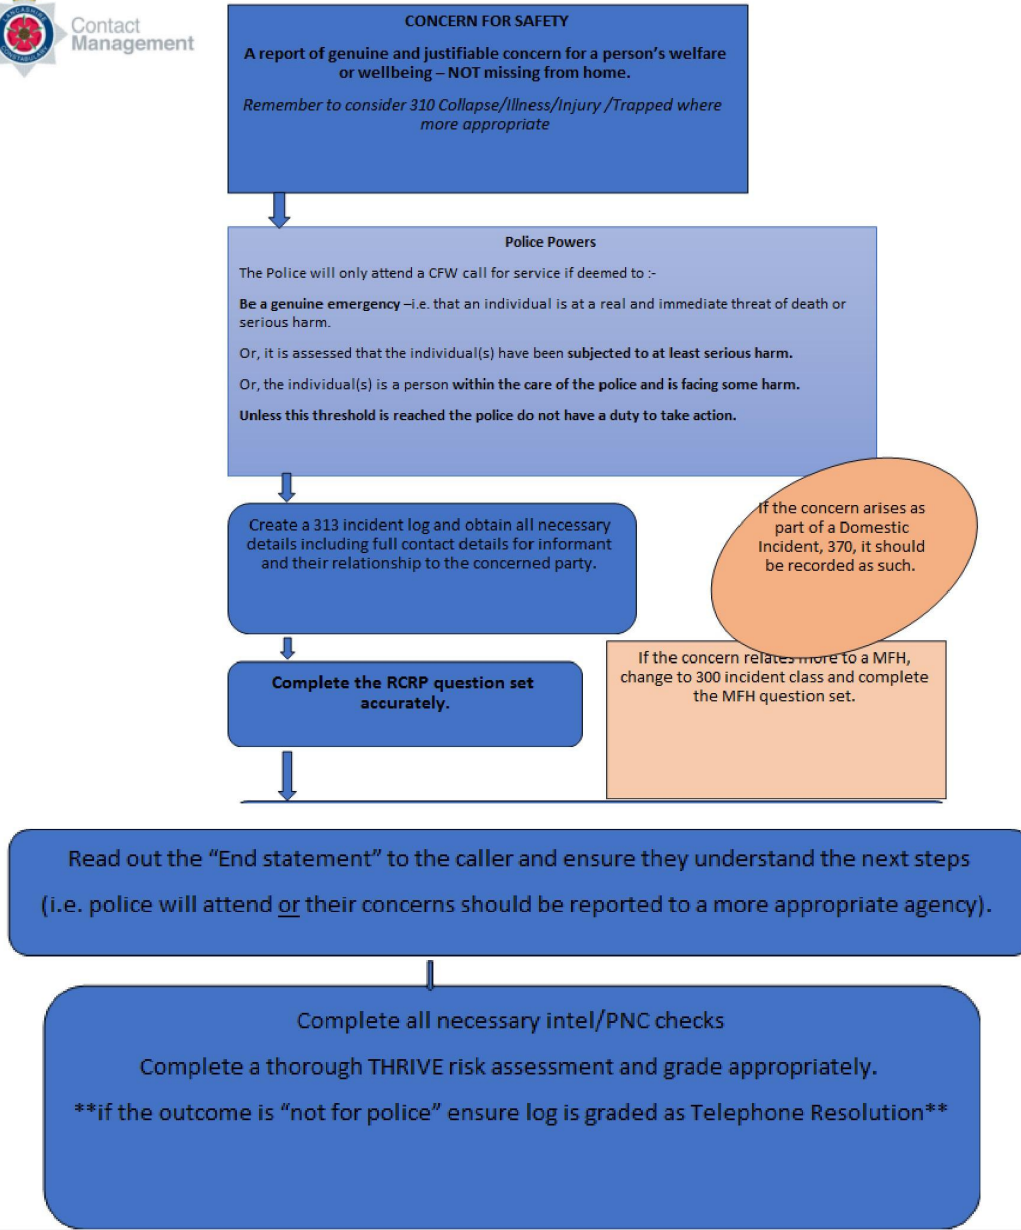 LANCASHIRE
CONSTABULARY
Contact
Management
CONCERN FOR SAFETY
A report of genuine and justifiable concern for a person's welfare
or wellbeing – NOT missing from home.
Remember to consider 310 Collapse/Illness/Injury /Trapped where
more appropriate
Police Powers
The Police will only attend a CFW call for service if deemed to :-
Be a genuine emergency –i.e. that an individual is at a real and immediate threat of death or
serious harm.
Or, it is assessed that the individual(s) have been subjected to at least serious harm.
Or, the individual(s) is a person within the care of the police and is facing some harm.
Unless this threshold is reached the police do not have a duty to take action.
If the concern arises as
part of a Domestic
Incident, 370, it should
be recorded as such.
Create a 313 incident log and obtain all necessary
details including full contact details for informant
and their relationship to the concerned party.
If the concern relates more to a MFH,
change to 300 incident class and complete
the MFH question set.
Complete the RCRP question set
accurately.
Read out the “End statement” to the caller and ensure they understand the next steps
(i.e. police will attend or their concerns should be reported to a more appropriate agency).
Complete all necessary intel/PNC checks
Complete a thorough THRIVE risk assessment and grade appropriately.
**if the outcome is “not for police” ensure log is graded as Telephone Resolution**